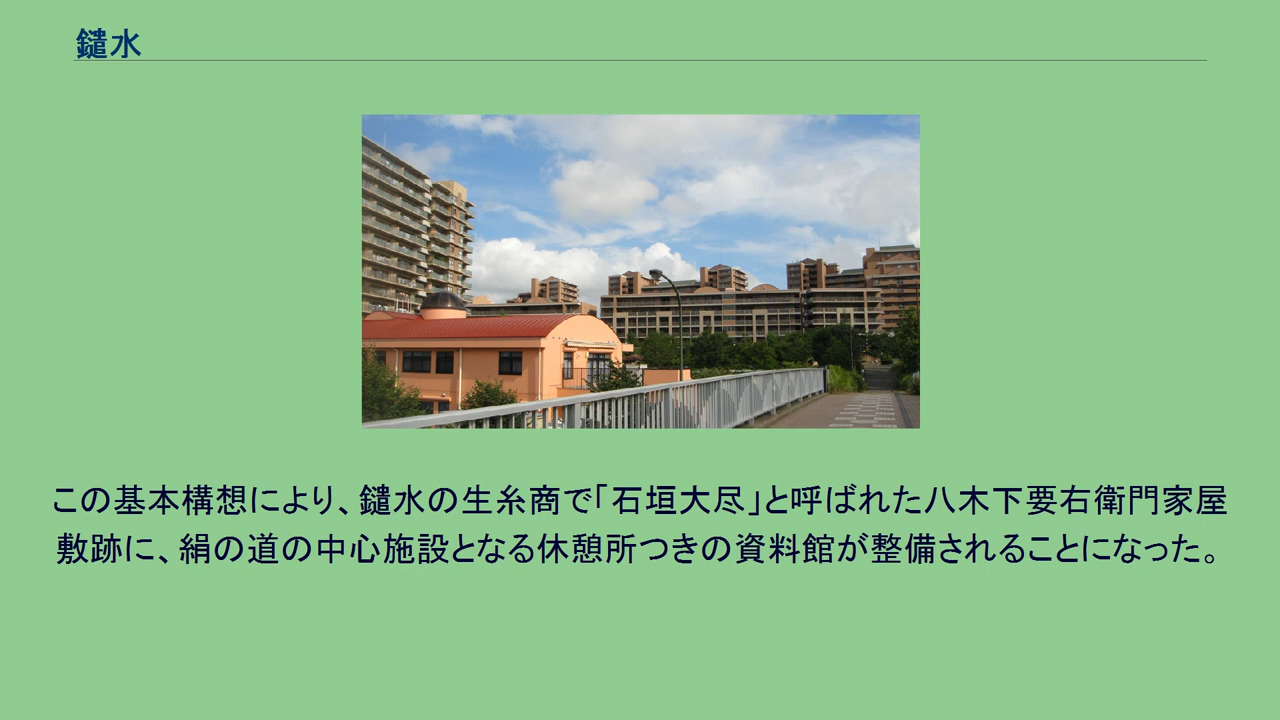 鑓水
この基本構想により、鑓水の生糸商で「石垣大尽」と呼ばれた八木下要右衛門家屋
敷跡に、絹の道の中心施設となる休憩所つきの資料館が整備されることになった。